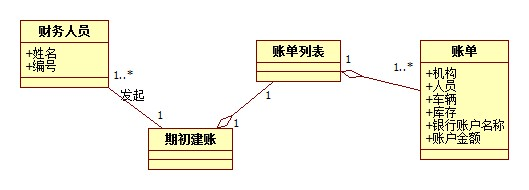 财务人员
+姓名
+编号
1..*
发起
1
期初建账
1
1
账单列表
1
1..*
账单
+机构
+人员
+车辆
+库存
+银行账户名称
+账户金额